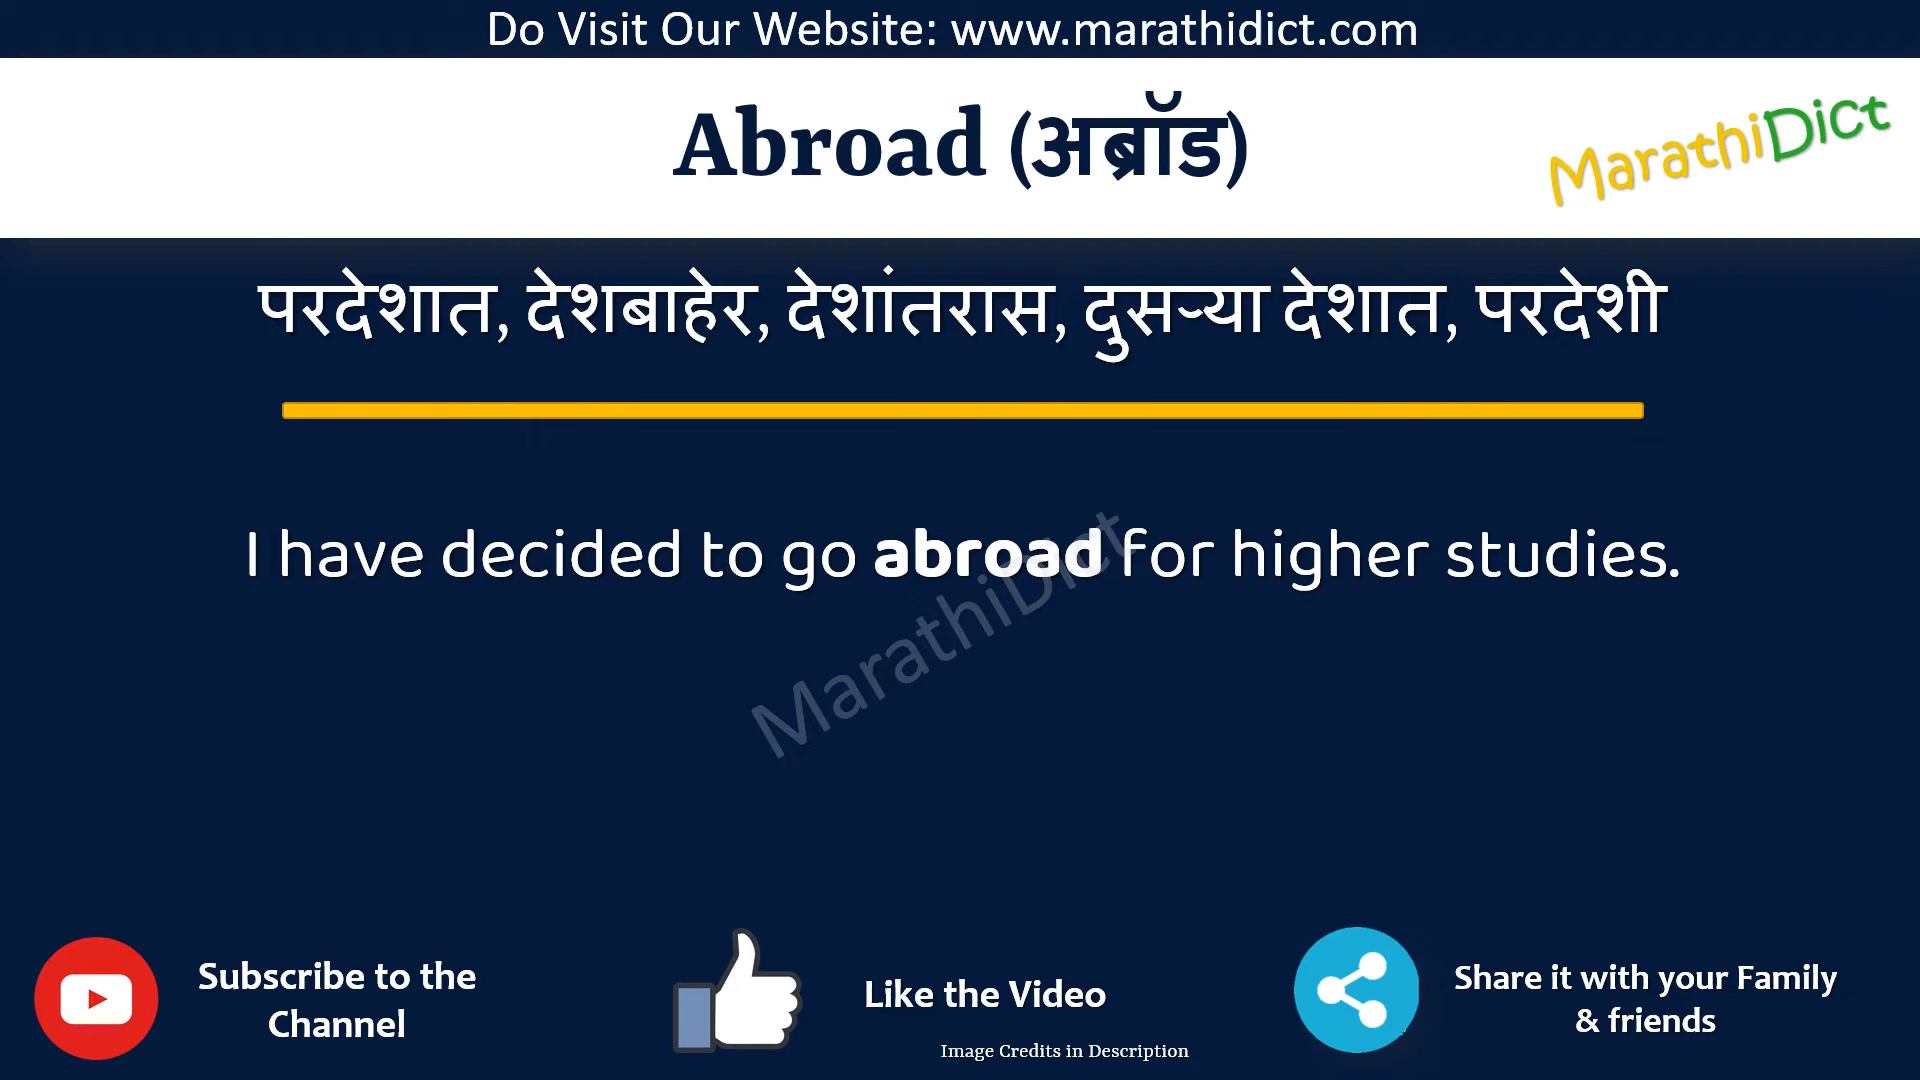 Do Visit Our Website: www.marathidict.com
Abroad (अब्रॉड)
MarathiDict
परदेशात, देशबाहेर, देशांतरास, दुसऱ्या देशात, परदेशी
I have decided to go abroad for higher studies.
MarathiDict
Subscribe to the
Channel
Like the Video
Share it with your Family
& friends
Image Credits in Description